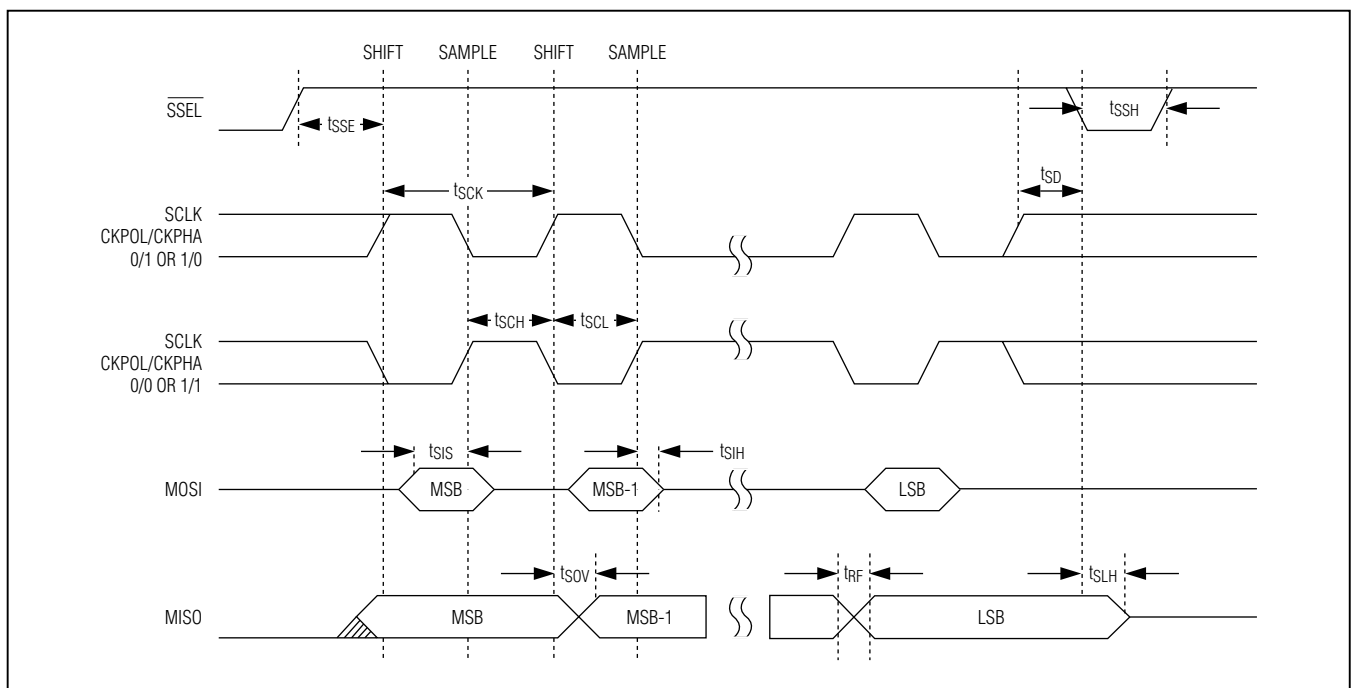 SHIFT SAMPLE SHIFT SAMPLE
SSEL
tSSE
tSSH
tSD
tSCK
SCLK
CKPOL/CKPHA
0/1 OR 1/0
tSCH tSCL
SCLK
CKPOL/CKPHA
0/0 OR 1/1
tSIS tSIH
MOSI MSB MSB-1 LSB
tSOV tRF tSLH
MISO MSB MSB-1 LSB